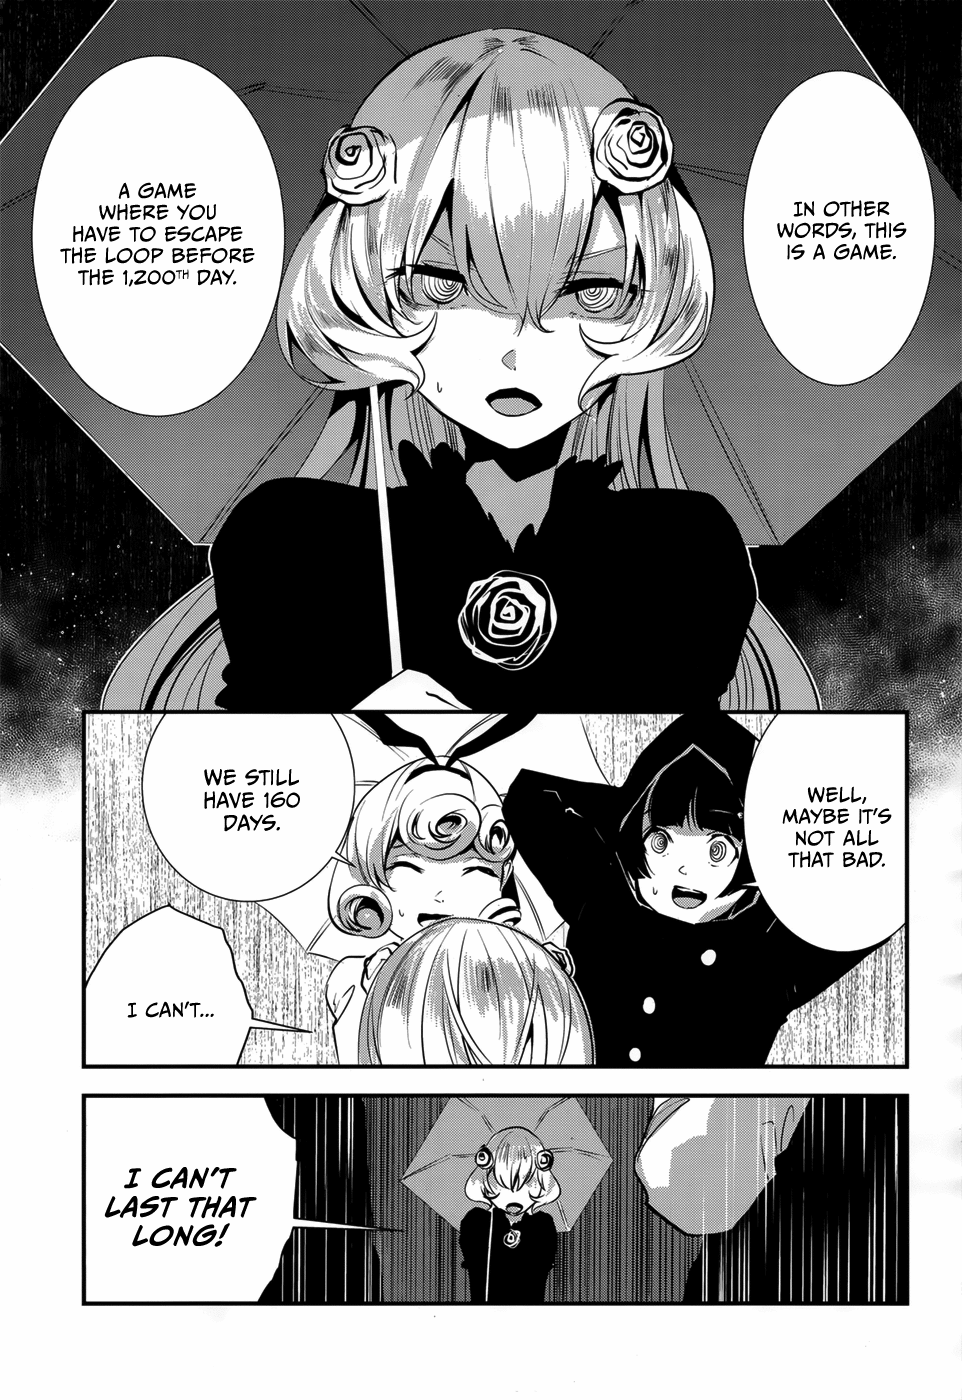 IN OTHER
WORDS, THIS
IS A GAME.
A GAME
WHERE YOU
HAVE TO ESCAPE
THE LOOP BEFORE
THE 1,200TH DAY.
WELL,
MAYBE IT'S
NOT ALL
THAT BAD.
WE STILL
HAVE 160
DAYS.
I CAN'T...
I CAN'T
LAST THAT
LONG!